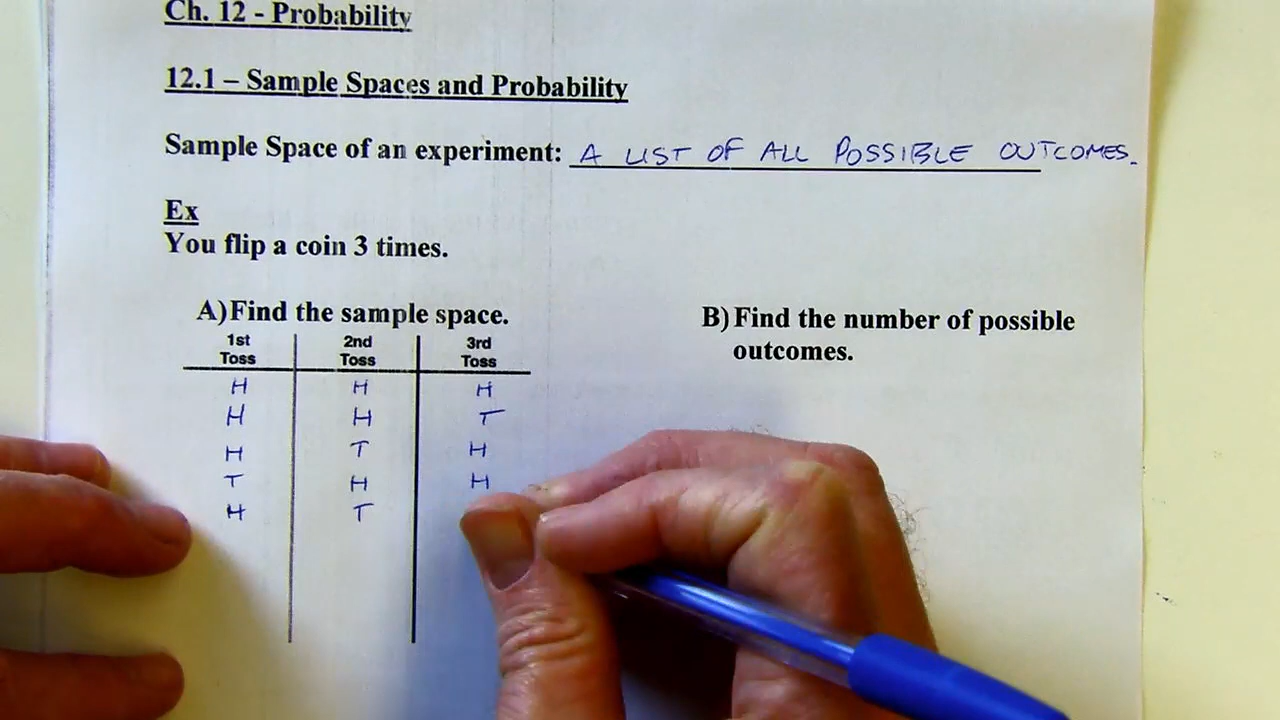 Ch. 12 - Probability
12.1 – Sample Spaces and Probability
Sample Space of an experiment: A LIST OF ALL POSSIBLE OUTCOMES.
Ex
You flip a coin 3 times.
A) Find the sample space.
1st Toss 2nd Toss 3rd Toss
H H H
H H T
H T H
T H H
H T
B) Find the number of possible
outcomes.